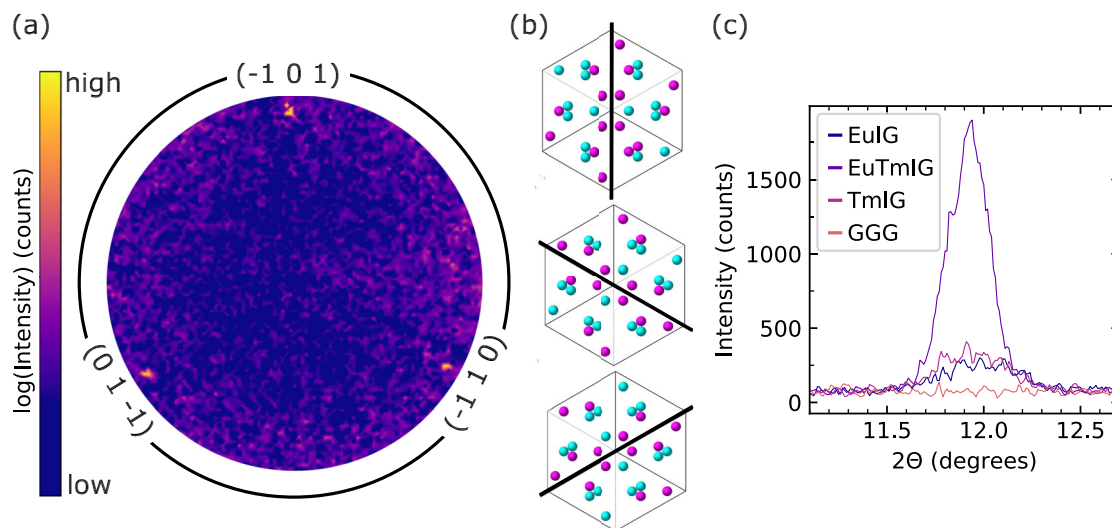 (a)
high
log(Intensity) (counts)
low
(-1 0 1)
(0 1 -1)
(-1 1 0)
(b)
(c)
EuIG
EuTmIG
TmIG
GGG
Intensity (counts)
1500
1000
500
0
11.5
12.0
12.5
2Θ (degrees)